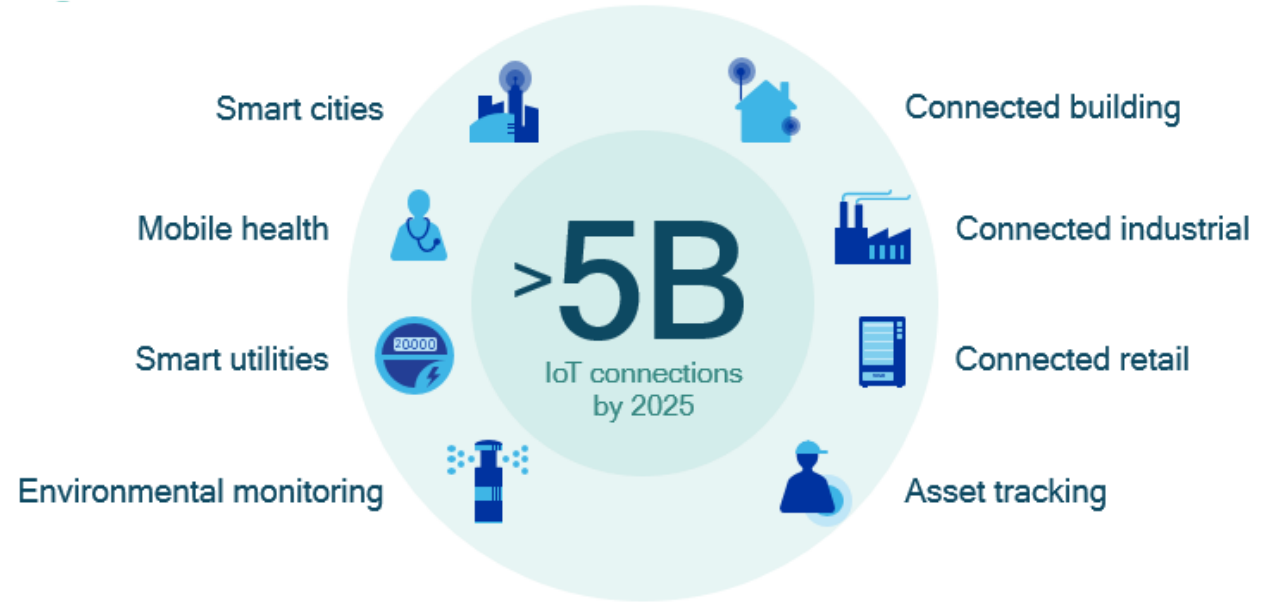 Smart cities
Connected building
Mobile health
Connected industrial
>5B
Smart utilities
20000
IoT connections
by 2025
Connected retail
Environmental monitoring
Asset tracking